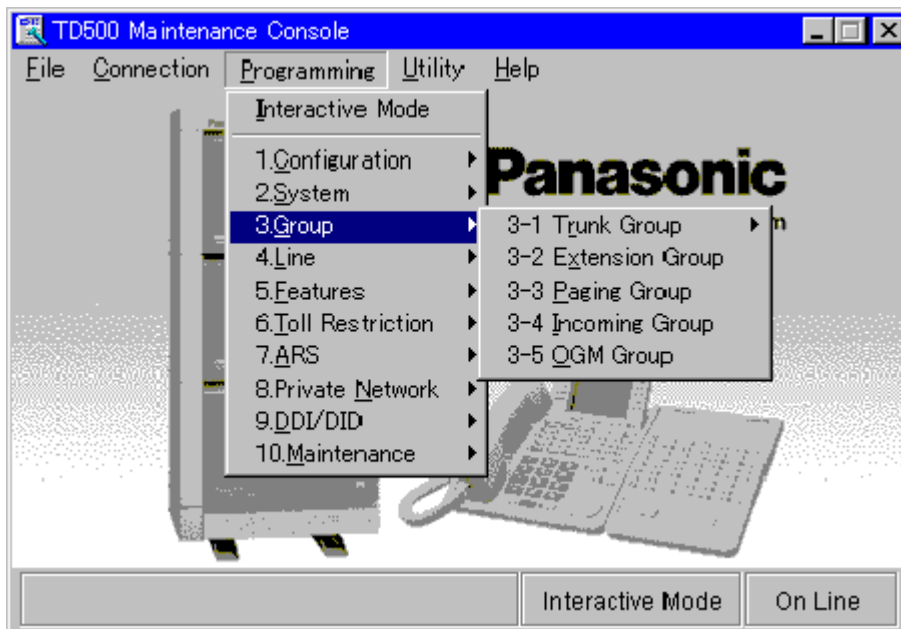 TD500 Maintenance Console
File Connection Programming Utility Help
Interactive Mode
1.Configuration
2.System
3.Group
4.Line
5.Features
6.Toll Restriction
7.ARS
8.Private Network
9.DDI/DID
10.Maintenance
Panasonic
3-1 Trunk Group
3-2 Extension Group
3-3 Paging Group
3-4 Incoming Group
3-5 OGM Group
Interactive Mode
On Line